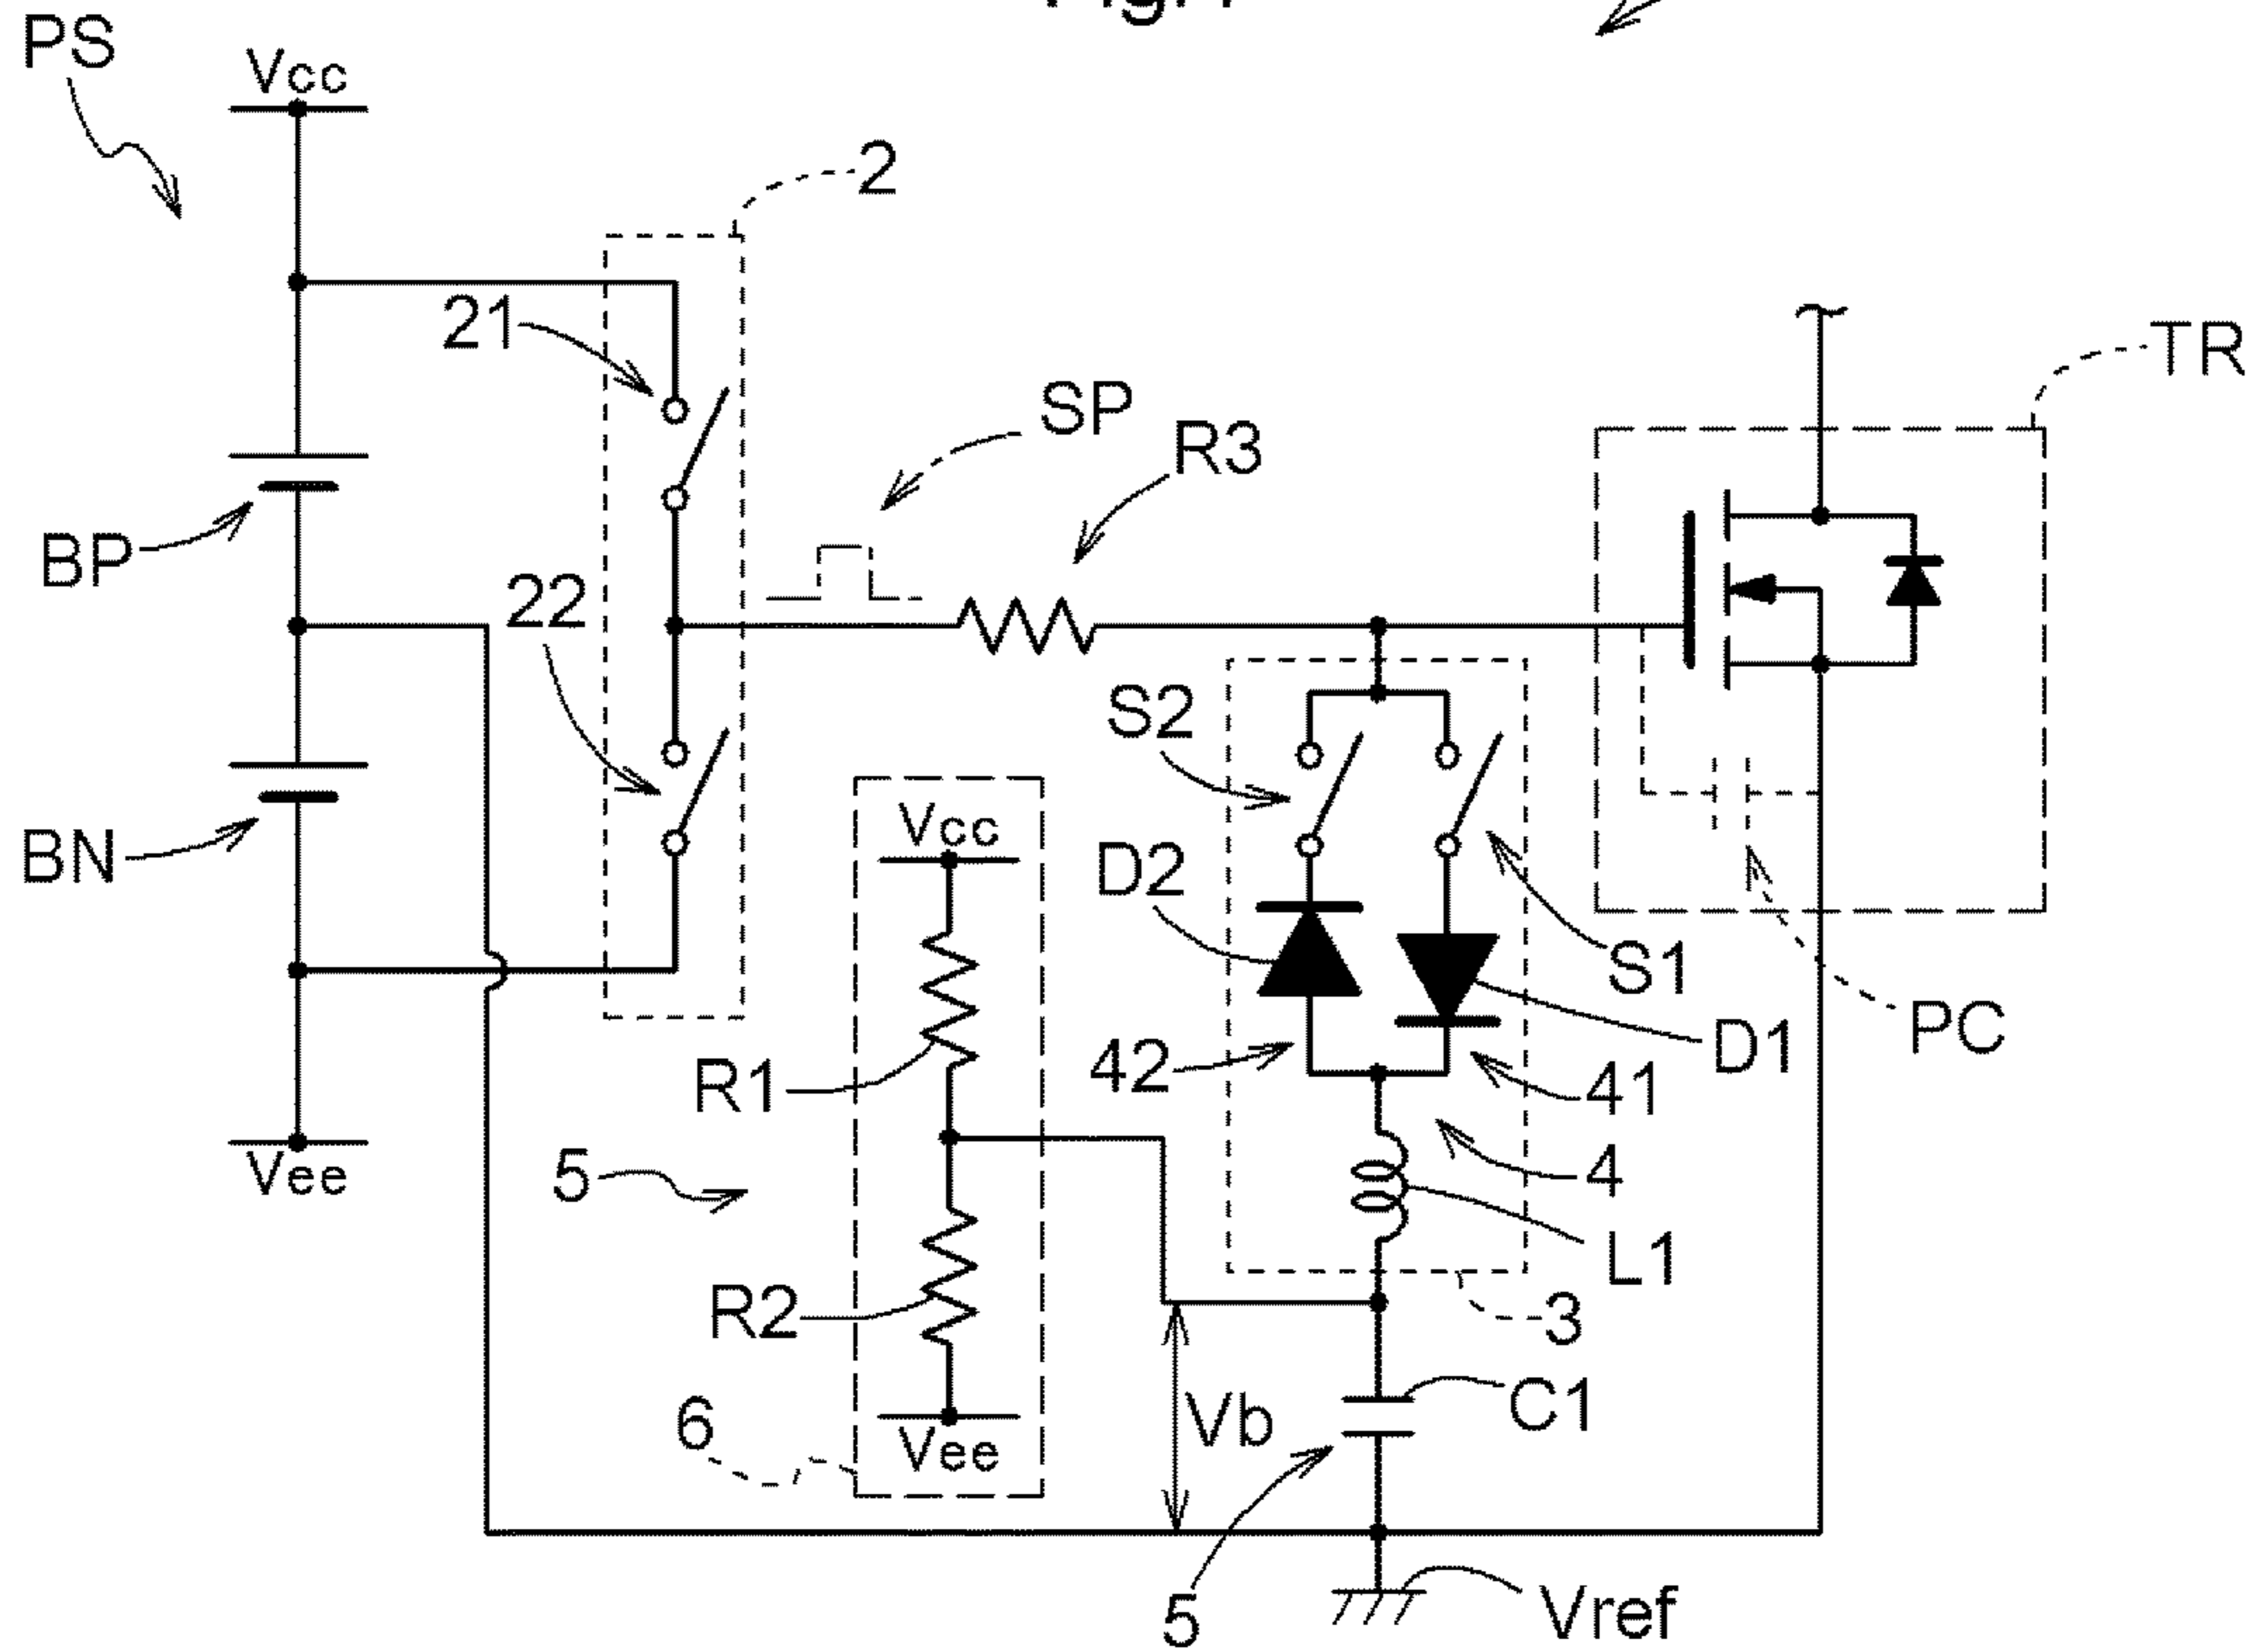 PS
Vcc
2
21
TR
SP
R3
BP
22
S2
BN
Vcc
D2
S1
PC
D1
R1
42
41
5
Vee
4
L1
R2
3
6
Vee
Vb
C1
5
Vref